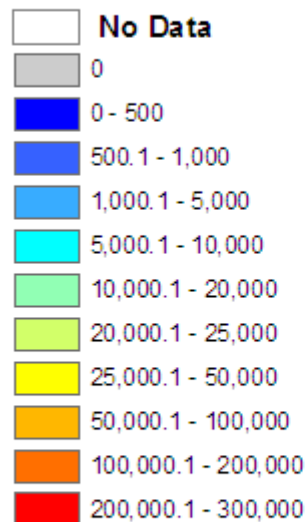 No Data
0
0 - 500
500.1 - 1,000
1,000.1 - 5,000
5,000.1 - 10,000
10,000.1 - 20,000
20,000.1 - 25,000
25,000.1 - 50,000
50,000.1 - 100,000
100,000.1 - 200,000
200,000.1 - 300,000